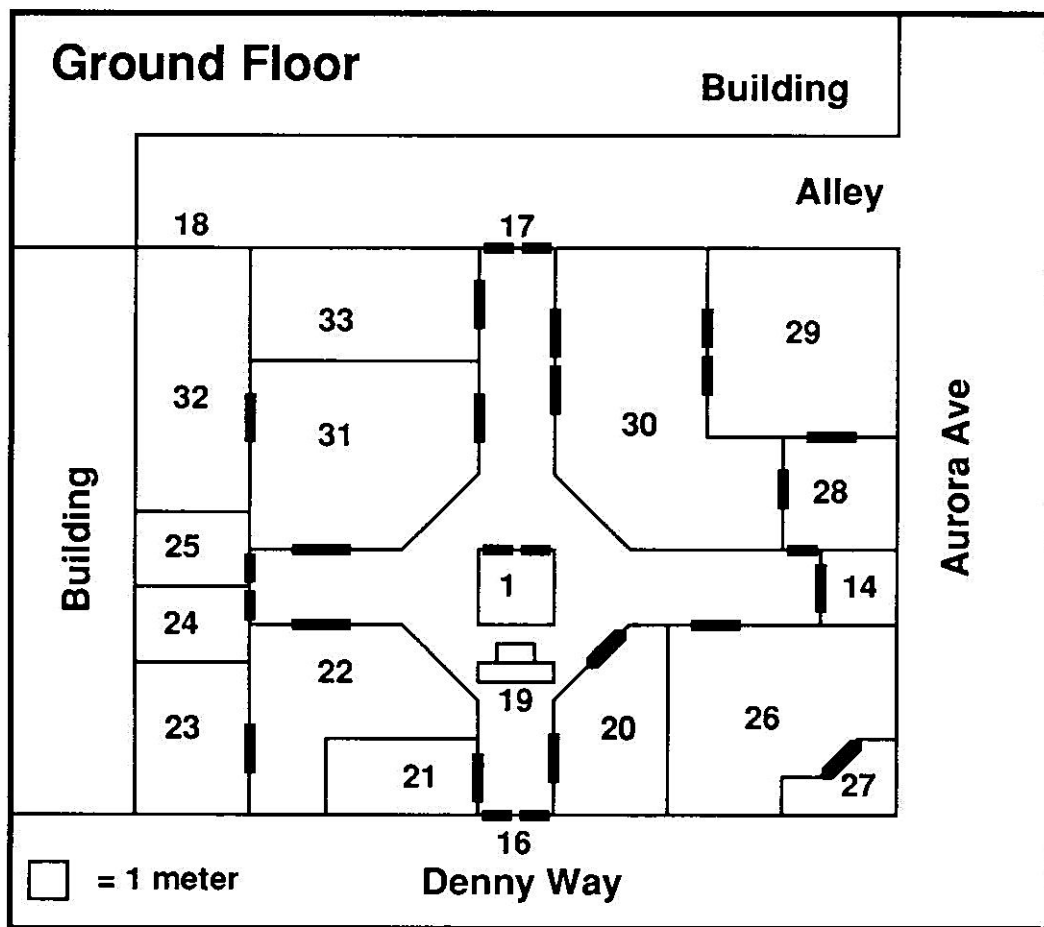 Ground Floor
Building
Alley
18
17
33
29
32
31
30
Aurora Ave
28
Building
25
1
14
24
22
19
20
26
23
21
27
16
= 1 meter
Denny Way